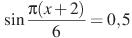 sin π(x + 2)/6 = 0,5